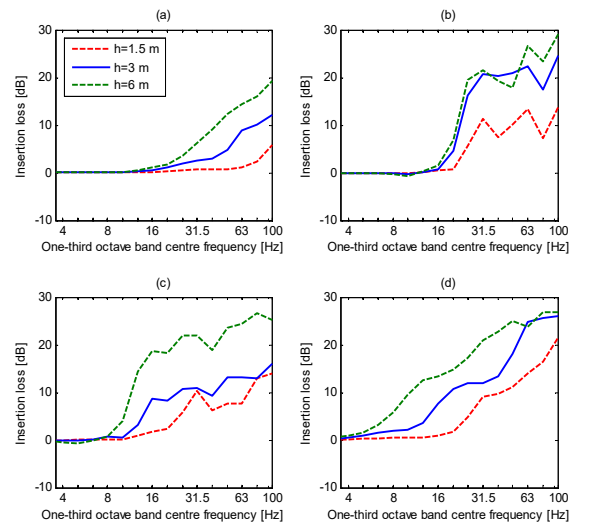 (a)
30
20
10
0
-10
Insertion loss [dB]
h=1.5 m
h=3 m
h=6 m
4 8 16 31.5 63 100
One-third octave band centre frequency [Hz]
(b)
30
20
10
0
-10
Insertion loss [dB]
4 8 16 31.5 63 100
One-third octave band centre frequency [Hz]
(c)
30
20
10
0
-10
Insertion loss [dB]
4 8 16 31.5 63 100
One-third octave band centre frequency [Hz]
(d)
30
20
10
0
-10
Insertion loss [dB]
4 8 16 31.5 63 100
One-third octave band centre frequency [Hz]